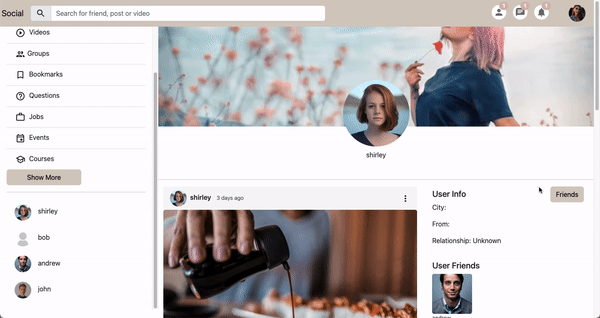 Social
Search for friend, post or video
1
1
1
Videos
Groups
Bookmarks
Questions
Jobs
Events
Courses
Show More
shirley
bob
andrew
john
shirley
shirley
3 days ago
User Info
Friends
City:
From:
Relationship: Unknown
User Friends